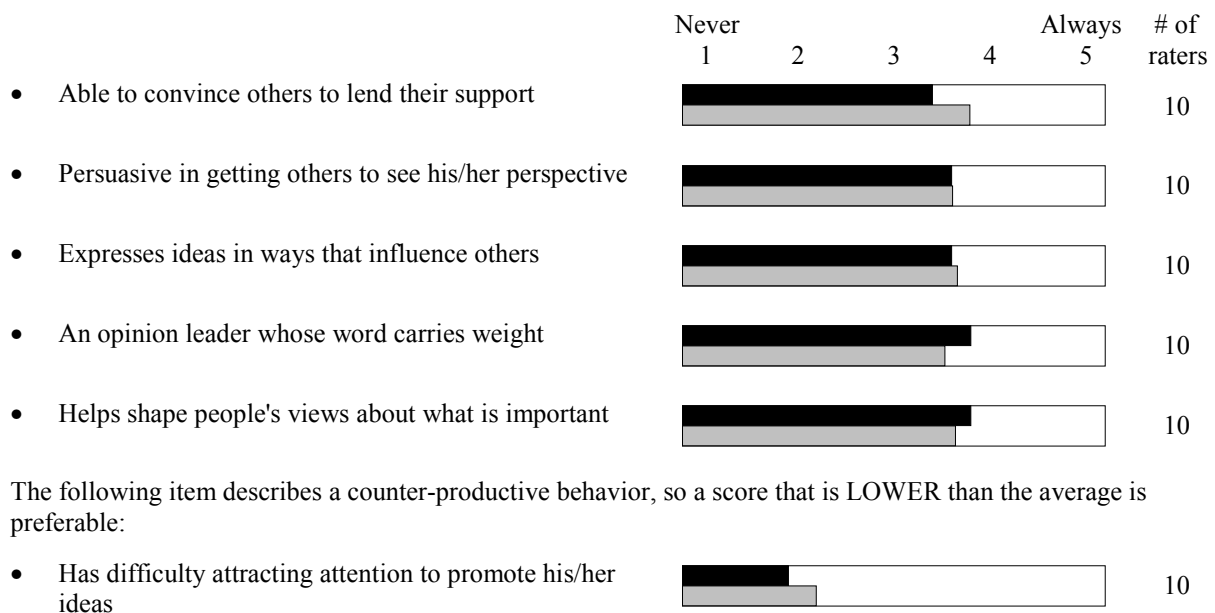 Never Always # of
1 2 3 4 5 raters
• Able to convince others to lend their support 10
• Persuasive in getting others to see his/her perspective 10
• Expresses ideas in ways that influence others 10
• An opinion leader whose word carries weight 10
• Helps shape people's views about what is important 10
The following item describes a counter-productive behavior, so a score that is LOWER than the average is
preferable:
• Has difficulty attracting attention to promote his/her 10
ideas